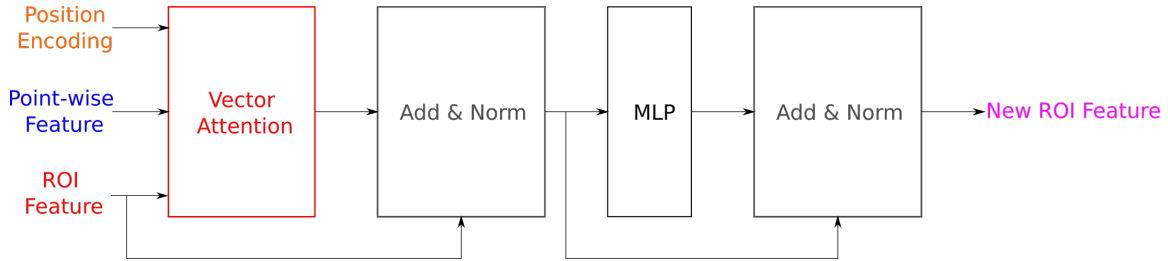 Position
Encoding
Point-wise
Feature
ROI
Feature
Vector
Attention
Add & Norm
MLP
Add & Norm
New ROI Feature